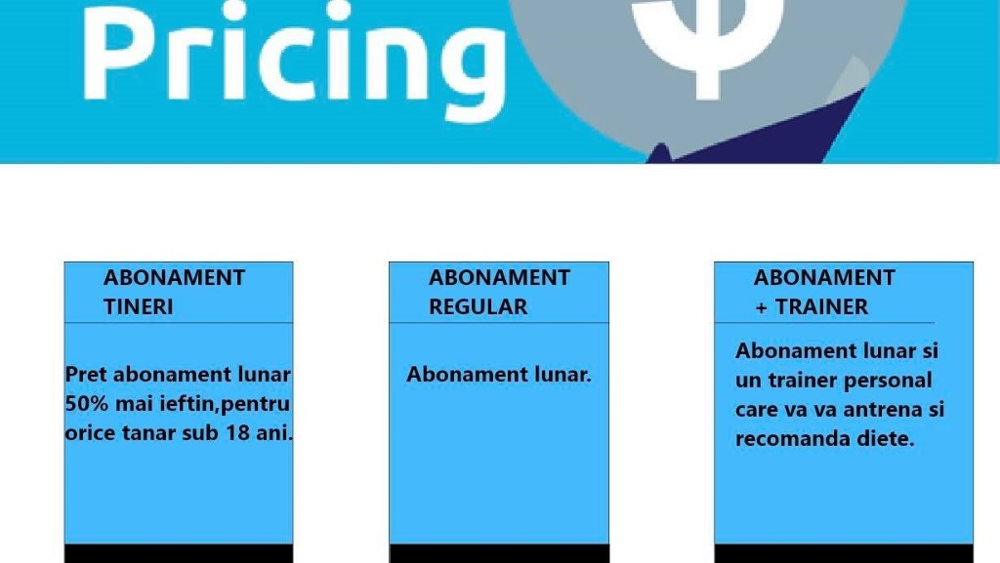 Pricing
$
ABONAMENT
TINERI
Pret abonament lunar
50% mai ieftin,pentru
orice tanar sub 18 ani.
ABONAMENT
REGULAR
Abonament lunar.
ABONAMENT
+ TRAINER
Abonament lunar si
un trainer personal
care va va antrena si
recomanda diete.